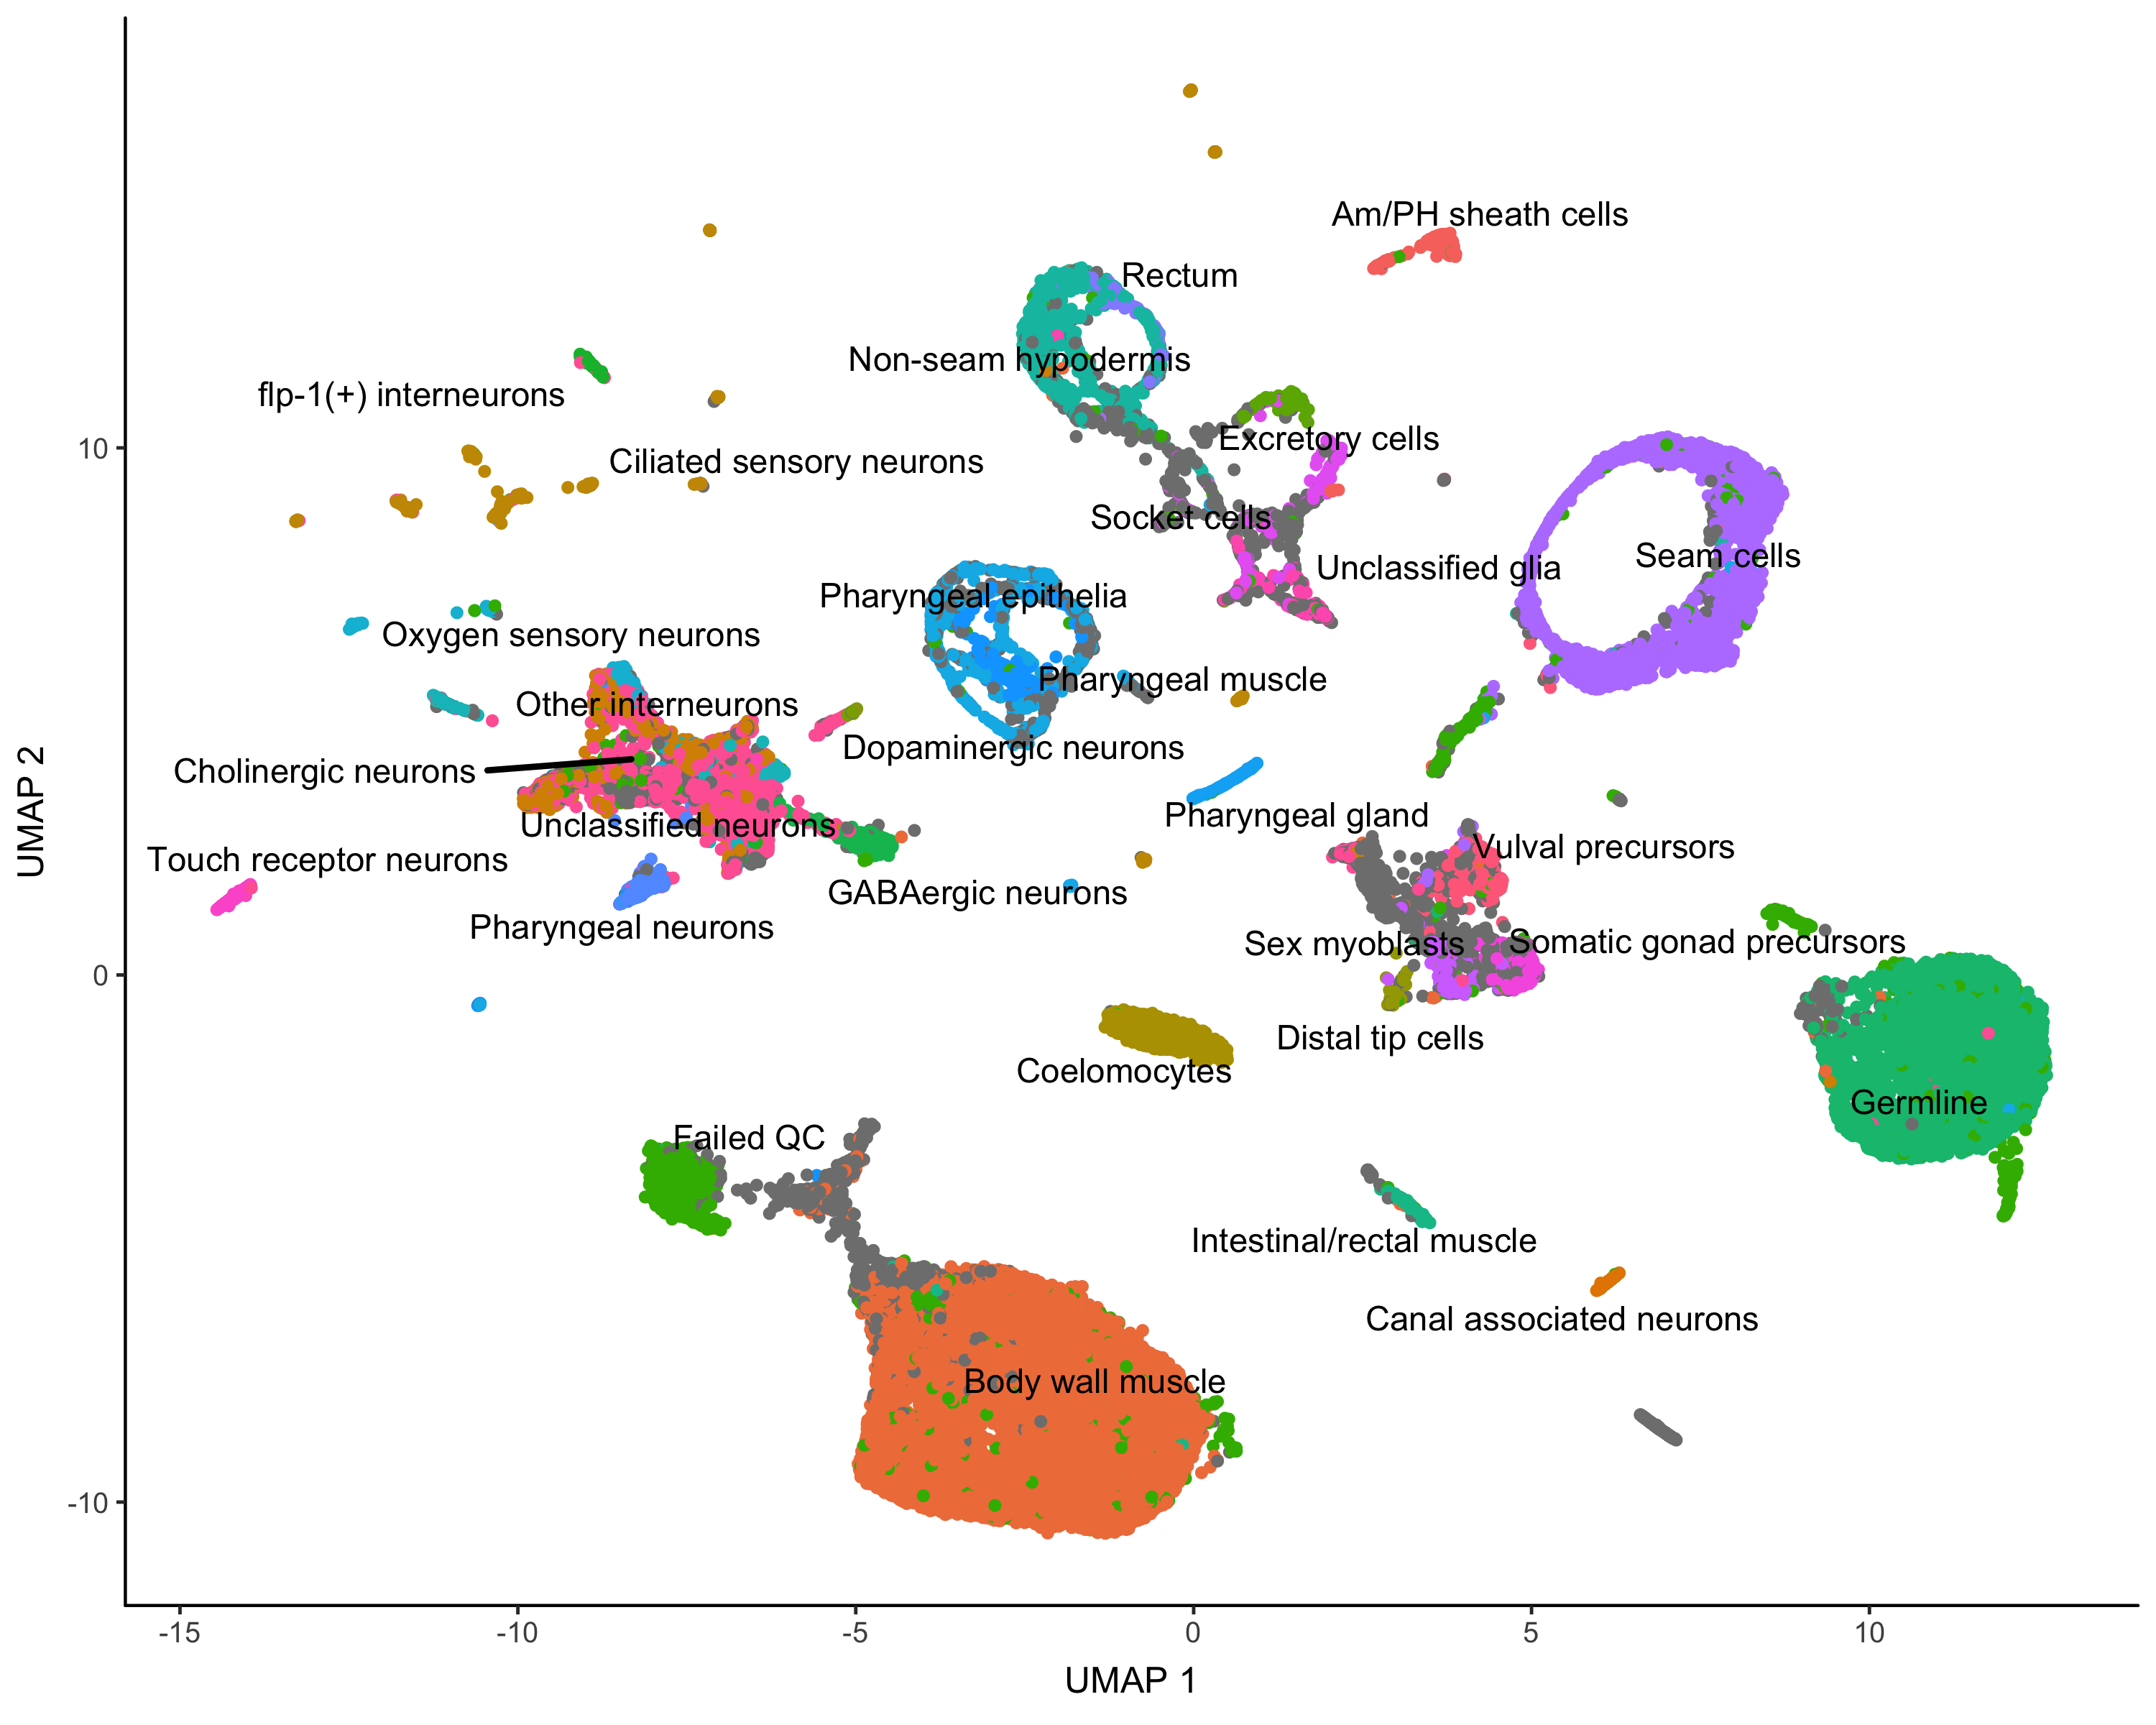 Am/PH sheath cells
Rectum
Non-seam hypodermis
flp-1(+) interneurons
Excretory cells
Ciliated sensory neurons
Socket cells
Seam cells
Unclassified glia
Pharyngeal epithelia
Oxygen sensory neurons
Pharyngeal muscle
Other interneurons
Dopaminergic neurons
Cholinergic neurons
Pharyngeal gland
Unclassified neurons
Vulval precursors
Touch receptor neurons
GABAergic neurons
Pharyngeal neurons
Sex myoblasts
Somatic gonad precursors
Distal tip cells
Coelomocytes
Germline
Failed QC
Intestinal/rectal muscle
Canal associated neurons
Body wall muscle
10
0
-10
UMAP 2
-15
-10
-5
0
5
10
UMAP 1